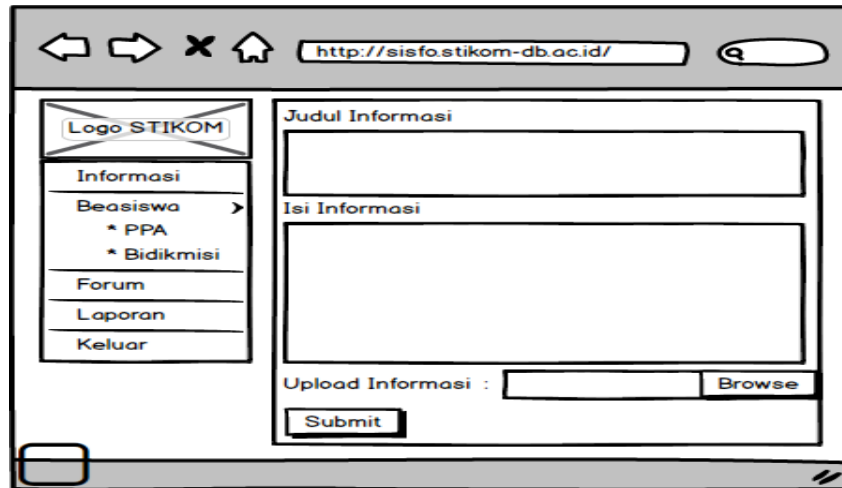 http://sisfo.stikom-db.ac.id/
Logo STIKOM
Informasi
Beasiswa
* PPA
* Bidikmisi
Forum
Laporan
Keluar
Judul Informasi
Isi Informasi
Upload Informasi :
Browse
Submit